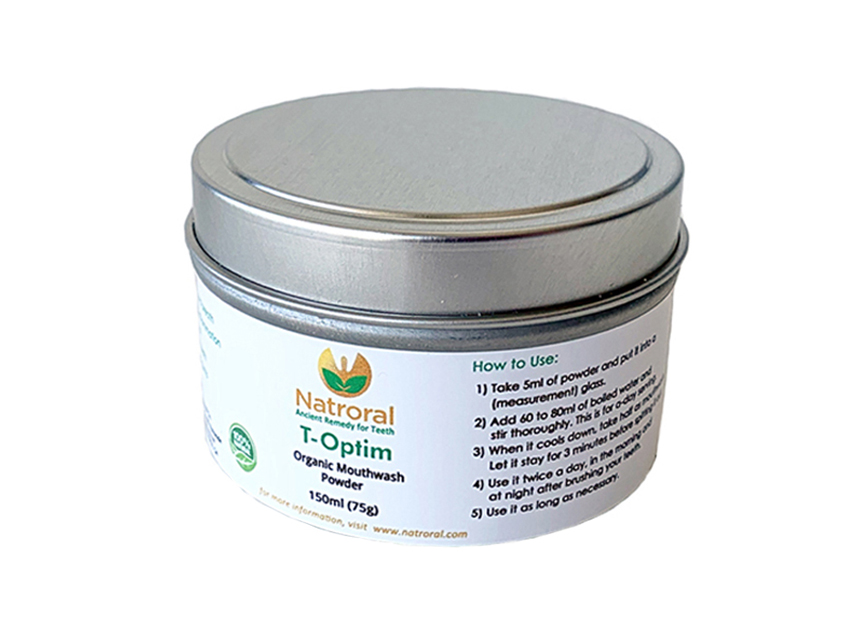 Natroral
Ancient Remedy for Teeth
T-Optim
Organic Mouthwash
Powder
150ml (75g)
for more information, visit www.natroral.com
100%
How to Use:
1) Take 5ml of powder and put it into a
(measurement) glass.
2) Add 60 to 80ml of boiled water and
stir thoroughly. This is for a-day serving
3) When it cools down, take half as
Let it stay for 3 minutes before
4) Use it twice a day, in the morning and
at night after brushing your teeth.
5) Use it as long as necessary.